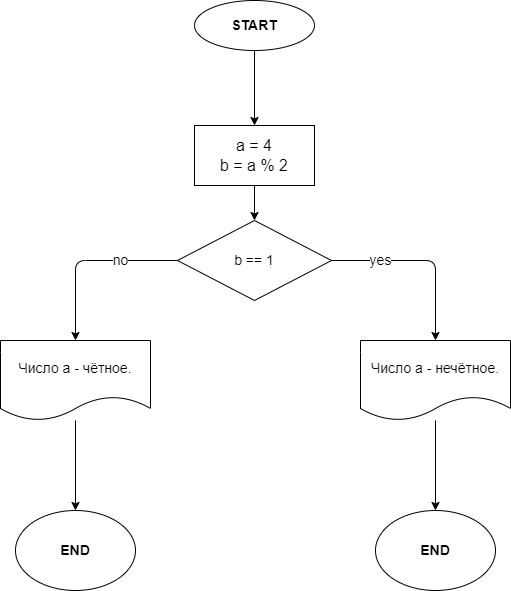 START
a = 4
b = a % 2
b == 1
no
yes
Число a - чётное.
Число a - нечётное.
END
END